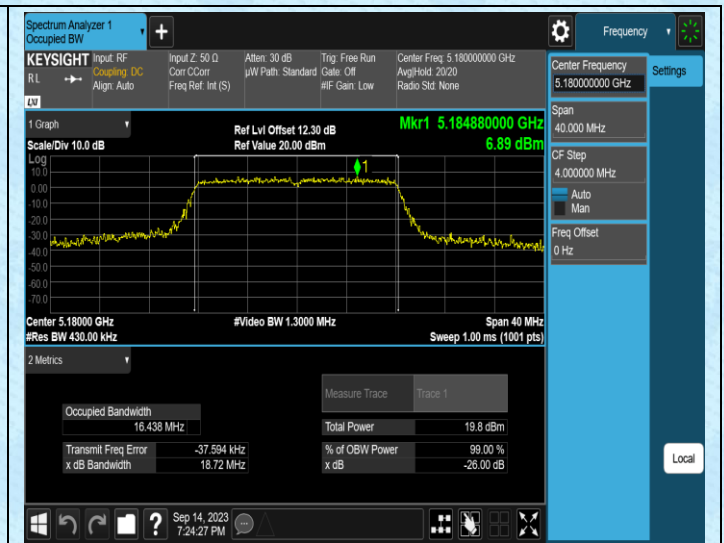 Spectrum Analyzer 1
Occupied BW
Frequency
KEYSIGHT
RL
LXI
Input: RF
Coupling: DC
Align: Auto
Input Z: 50 Ω
Corr CCorr
Freq Ref: Int (S)
Atten: 30 dB
µW Path: Standard
Trig: Free Run
Gate: Off
#IF Gain: Low
Center Freq: 5.180000000 GHz
Avg|Hold: 20/20
Radio Std: None
Center Frequency
5.180000000 GHz
Settings
Span
40.000 MHz
CF Step
4.000000 MHz
Auto
Man
Freq Offset
0 Hz
1 Graph
Scale/Div 10.0 dB
Ref Lvl Offset 12.30 dB
Ref Value 20.00 dBm
Mkr1 5.184880000 GHz
6.89 dBm
Log
10.0
0.00
-10.0
-20.0
-30.0
-40.0
-50.0
-60.0
-70.0
1
Center 5.18000 GHz
#Video BW 1.3000 MHz
Span 40 MHz
#Res BW 430.00 kHz
Sweep 1.00 ms (1001 pts)
2 Metrics
Measure Trace
Trace 1
Occupied Bandwidth
16.438 MHz
Total Power
19.8 dBm
Transmit Freq Error
-37.594 kHz
% of OBW Power
99.00 %
x dB Bandwidth
18.72 MHz
x dB
-26.00 dB
Local
?
Sep 14, 2023
7:24:27 PM